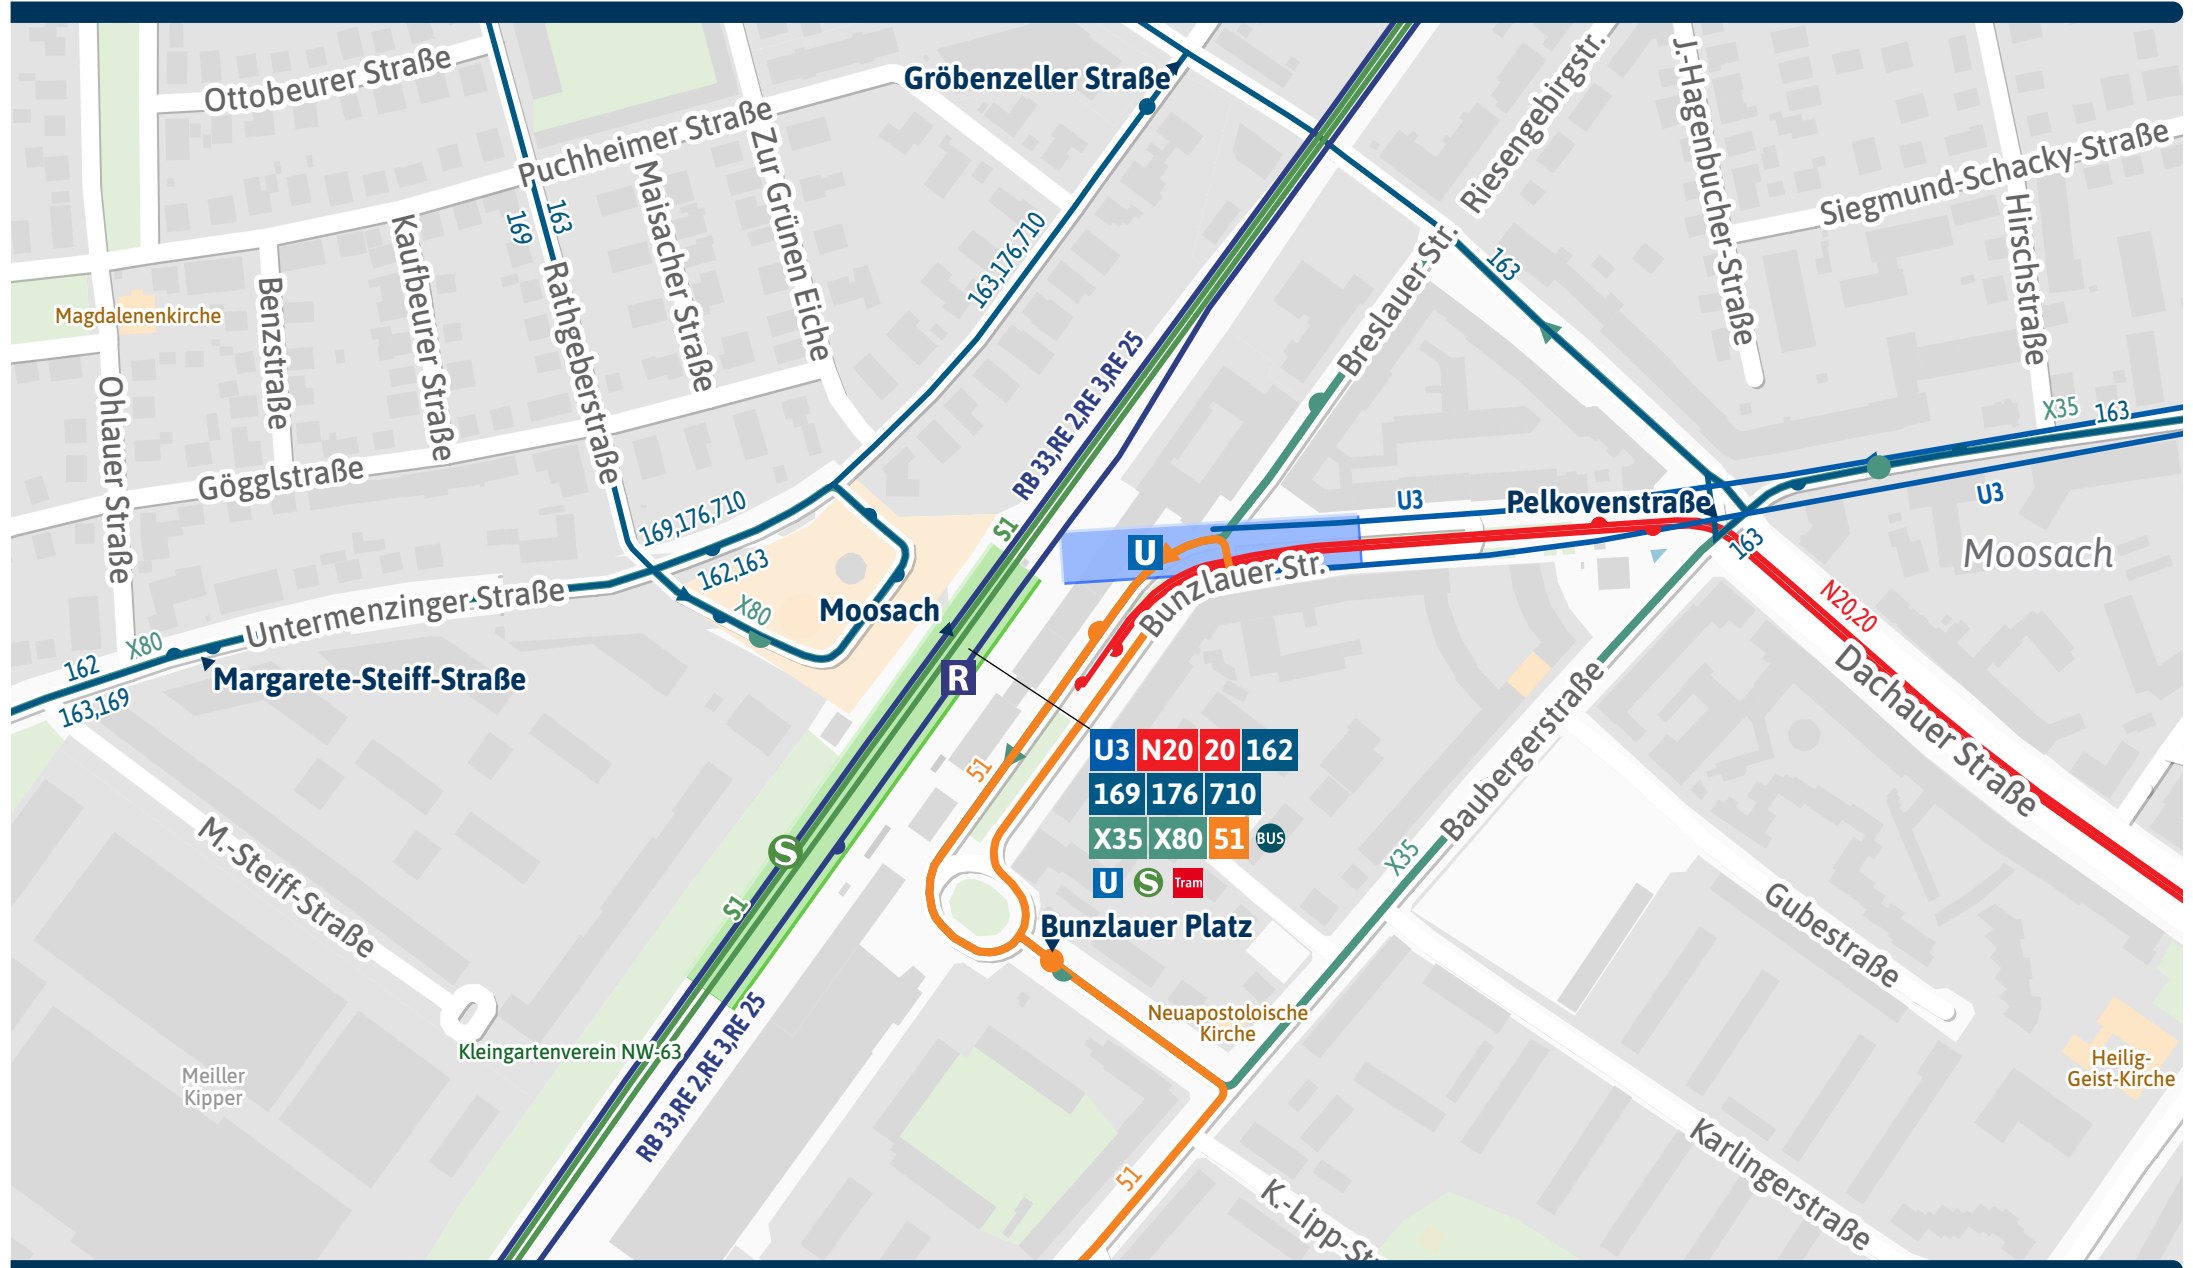 Ottobeurer Straße
Gröbenzeller Straße
Puchheimer Straße
Riesengebirgstr.
J.-Hagenbucher-Straße
Siegmund-Schacky-Straße
Hirschstraße
163
169
Maisacher Straße
Zur Grünen Eiche
Kaufbeurer Straße
Rathgeberstraße
163,176,710
Breslauer Str.
163
Magdalenenkirche
Benzstraße
Ohlauer Straße
Gögglstraße
RB 33,RE 2,RE 3,RE 25
S1
X35
163
U3
U3
Pelkovenstraße
163
Moosach
169,176,710
162,163
X80
Moosach
U
Bunzlauer Str.
N20,20
Dachauer Straße
Untermenzinger-Straße
X80
162
163,169
Margarete-Steiff-Straße
R
Baubergerstraße
X35
51
U3 N20 20 162
169 176 710
X35 X80 51 BUS
U S Tram
S
S1
Bunzlauer Platz
M.-Steiff-Straße
Gubestraße
Neuapostoloische
Kirche
Kleingartenverein NW-63
RB 33,RE 2,RE 3,RE 25
Meiller
Kipper
Heilig-
Geist-Kirche
51
Karlingerstraße
K.-Lipp-Str